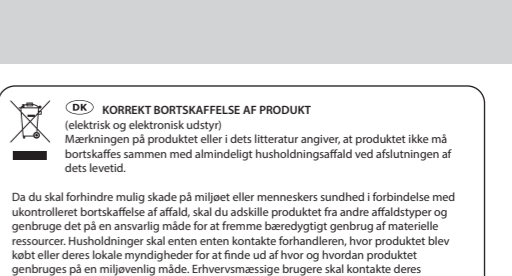 DK KORREKT BORTSKAFFELSE AF PRODUKT
(elektrisk og elektronisk udstyr)
Mærkningen på produktet eller i dets litteratur angiver, at produktet ikke må
bortskaffes sammen med almindeligt husholdningsaffald ved afslutningen af
dets levetid.
Da du skal forhindre mulig skade på miljøet eller menneskers sundhed i forbindelse med
ukontrolleret bortskaffelse af affald, skal du adskille produktet fra andre affaldstyper og
genbruge det på en ansvarlig måde for at fremme bæredygtigt genbrug af materielle
ressourcer. Husholdninger skal enten enten kontakte forhandleren, hvor produktet blev
købt eller deres lokale myndigheder for at finde ud af hvor og hvordan produktet
genbruges på en miljøvenlig måde. Erhvervsmæssige brugere skal kontakte deres